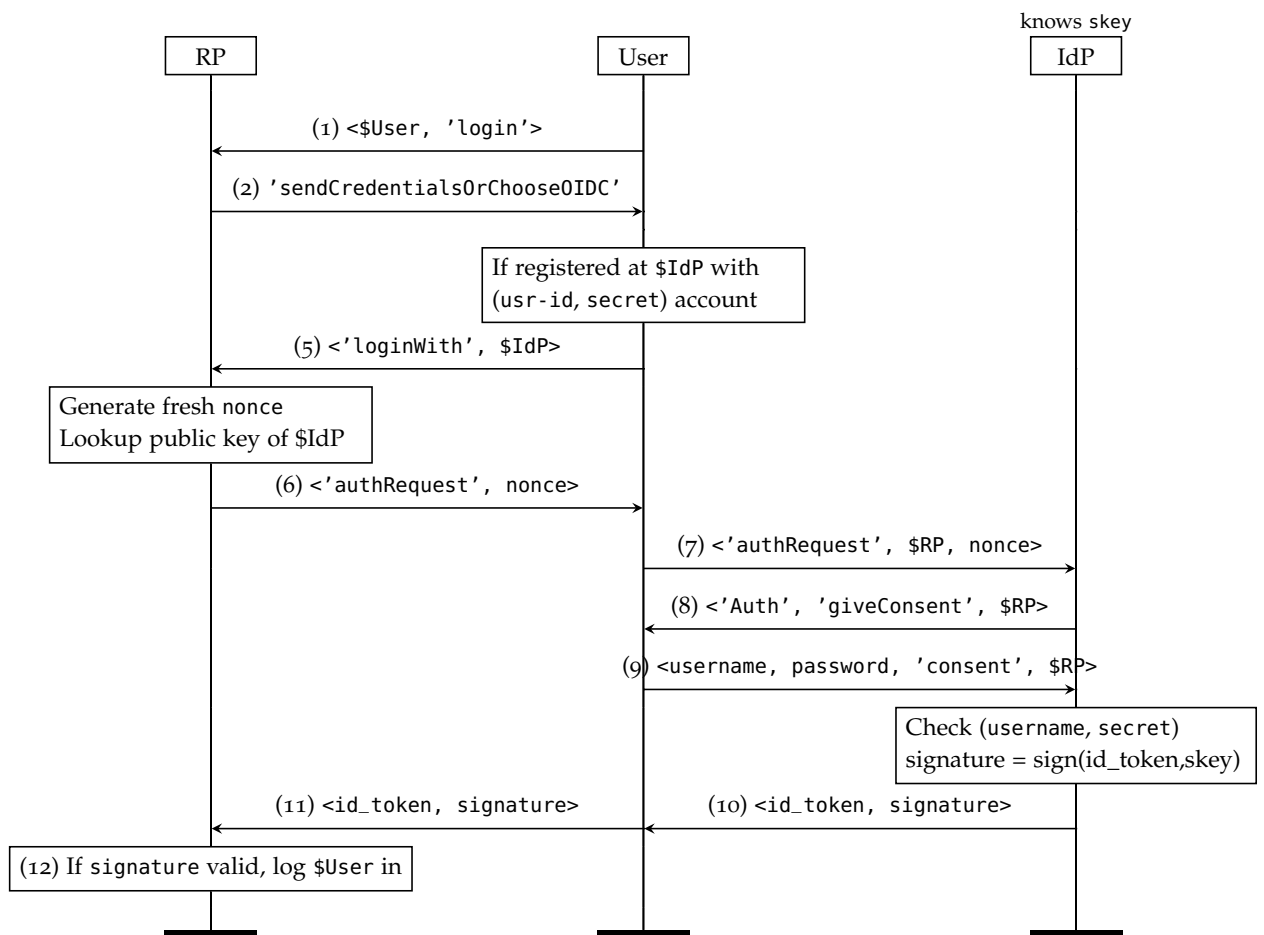 knows skey
RP
User
IdP
(1) <$User, ’login’>
(2) ’sendCredentialsOrChooseOIDC’
If registered at $IdP with
(usr-id, secret) account
(5) <’loginWith’, $IdP>
Generate fresh nonce
Lookup public key of $IdP
(6) <’authRequest’, nonce>
(7) <’authRequest’, $RP, nonce>
(8) <’Auth’, ’giveConsent’, $RP>
(9) <username, password, ’consent’, $RP>
Check (username, secret)
signature = sign(id_token,skey)
(11) <id_token, signature>
(10) <id_token, signature>
(12) If signature valid, log $User in